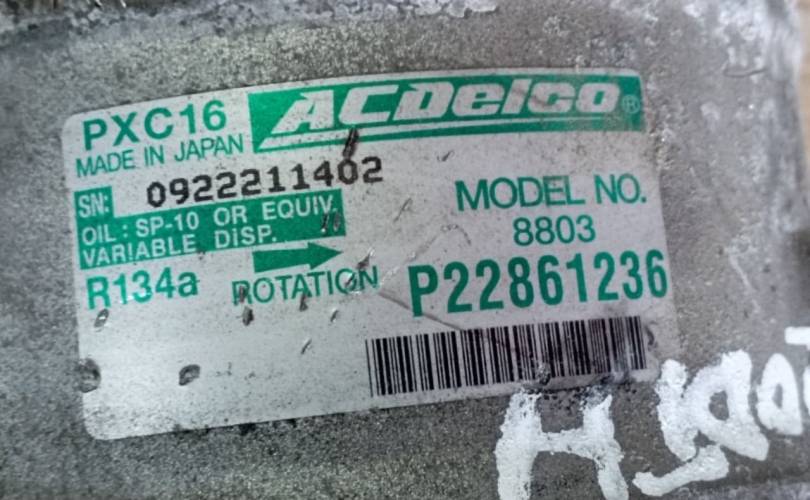 PXC16
ACDelco®
MADE IN JAPAN
SN: 0922211402
OIL: SP-10 OR EQUIV.
VARIABLE DISP.
R134a
ROTATION
MODEL NO.
8803
P22861236